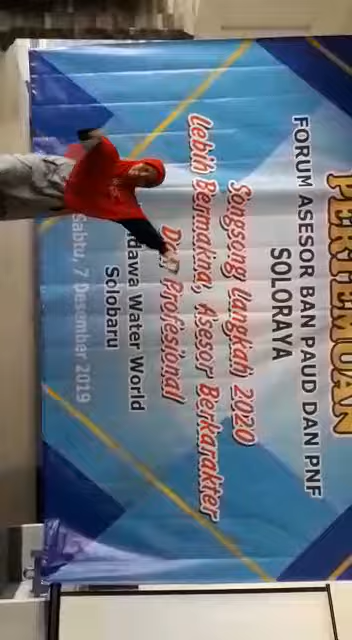 PERTEMUAN
FORUM ASESOR BAN PAUD DAN PNF
SOLORAYA
Songsong Langkah 2020
Lebih Bermakna, Asesor Berkarakter
Dan Profesional
Water World
Solobaru
Sabtu, 7 Desember 2019